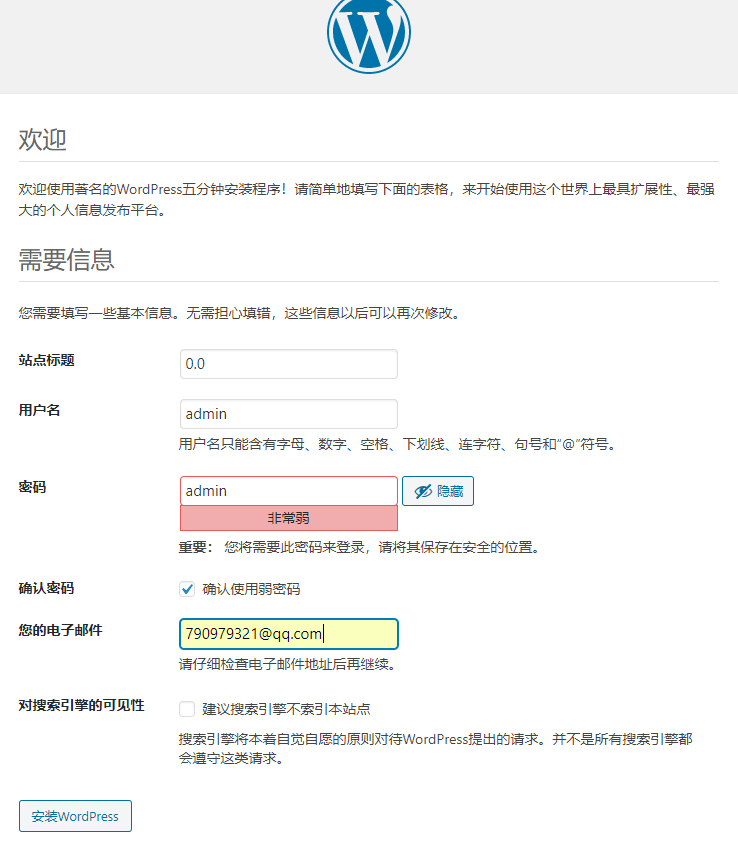 欢迎
欢迎使用著名的WordPress五分钟安装程序！请简单地填写下面的表格，来开始使用这个世界上最具扩展性、最强
大的个人信息发布平台。
需要信息
您需要填写一些基本信息。无需担心填错，这些信息以后可以再次修改。
站点标题
0.0
用户名
admin
用户名只能含有字母、数字、空格、下划线、连字符、句号和“@”符号。
密码
admin
隐藏
非常弱
重要： 您将需要此密码来登录，请将其保存在安全的位置。
确认密码
确认使用弱密码
您的电子邮件
790979321@qq.com
请仔细检查电子邮件地址后再继续。
对搜索引擎的可见性
建议搜索引擎不索引本站点
搜索引擎将本着自觉自愿的原则对待WordPress提出的请求。并不是所有搜索引擎都
会遵守这类请求。
安装WordPress